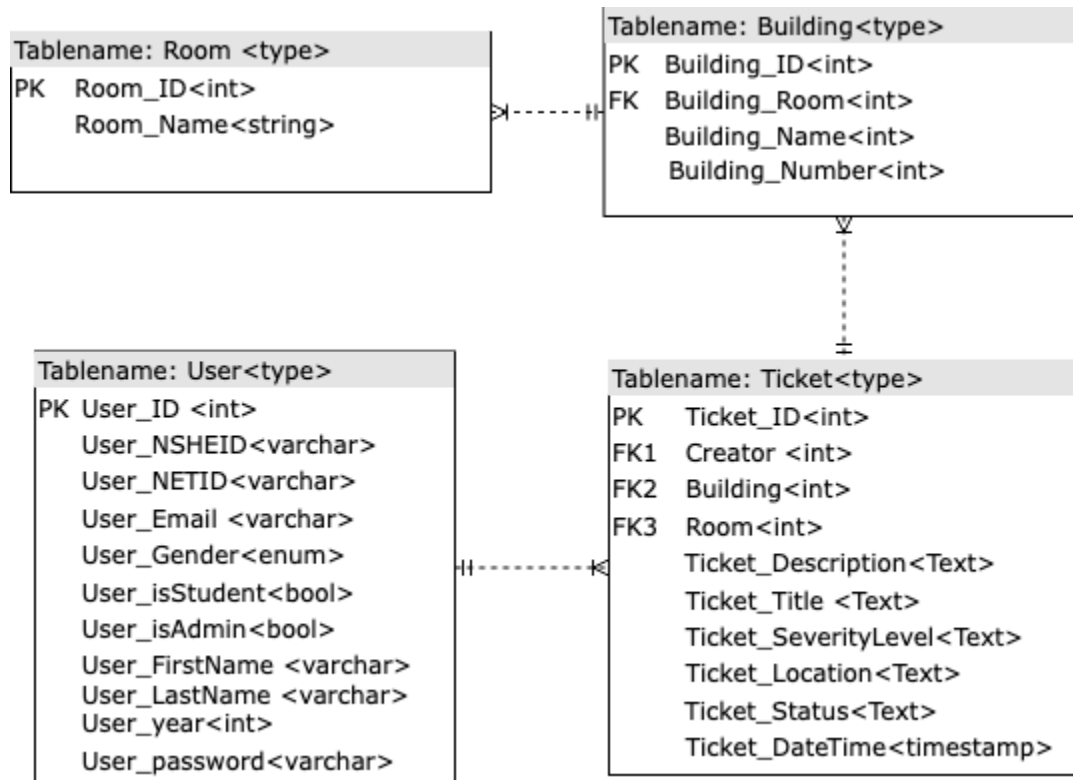 Tablename: Room <type>
PK Room_ID<int>
Room_Name<string>
Tablename: Building<type>
PK Building_ID<int>
FK Building_Room<int>
Building_Name<int>
Building_Number<int>
Tablename: User<type>
PK User_ID <int>
User_NSHEID<varchar>
User_NETID<varchar>
User_Email <varchar>
User_Gender<enum>
User_isStudent<bool>
User_isAdmin<bool>
User_FirstName <varchar>
User_LastName <varchar>
User_year<int>
User_password<varchar>
Tablename: Ticket<type>
PK Ticket_ID<int>
FK1 Creator <int>
FK2 Building<int>
FK3 Room<int>
Ticket_Description<Text>
Ticket_Title <Text>
Ticket_SeverityLevel<Text>
Ticket_Location<Text>
Ticket_Status<Text>
Ticket_DateTime<timestamp>